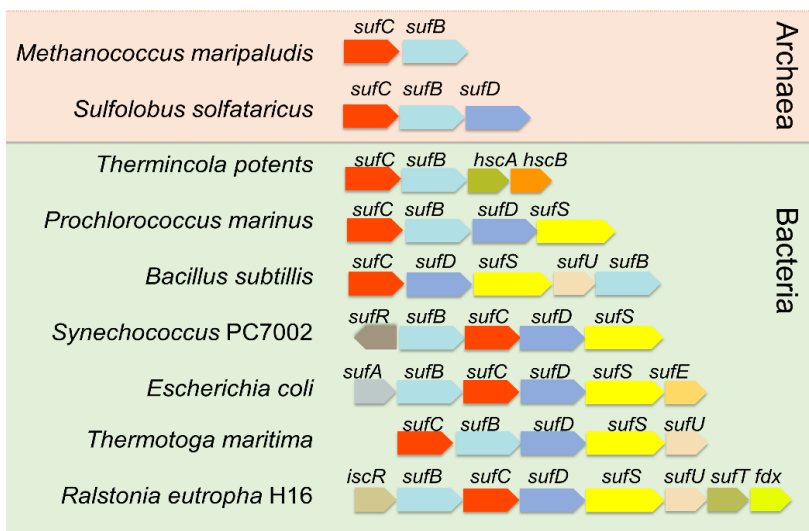 sufC sufB
Methanococcus maripaludis
sufC sufB sufD
Sulfolobus solfataricus
Archaea
sufC sufB hscA hscB
Thermincola potents
sufC sufB sufD sufS
Prochlorococcus marinus
sufC sufD sufS sufU sufB
Bacillus subtillis
sufR sufB sufC sufD sufS
Synechococcus PC7002
sufA sufB sufC sufD sufS sufE
Escherichia coli
sufC sufB sufD sufS sufU
Thermotoga maritima
iscR sufB sufC sufD sufS sufU sufT fdx
Ralstonia eutropha H16
Bacteria